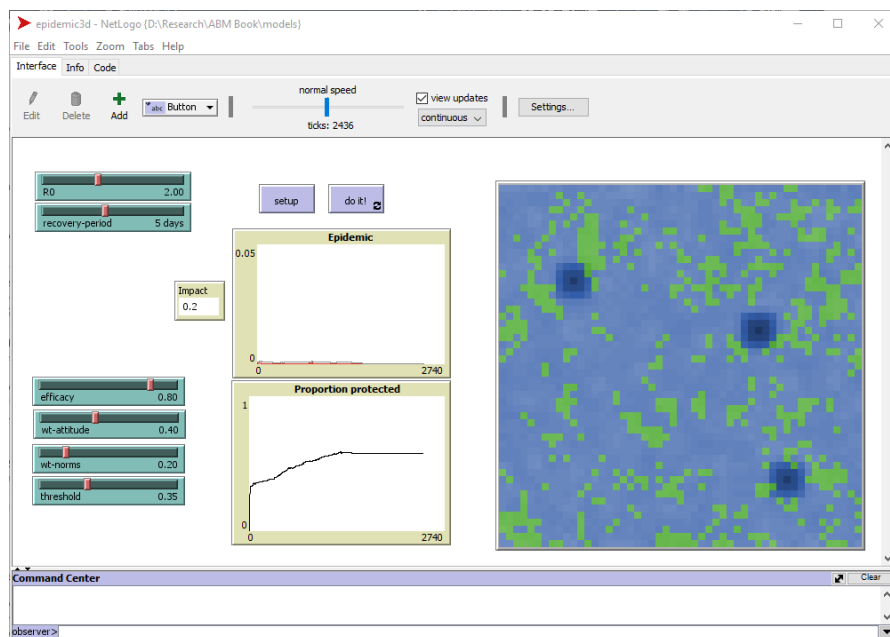 epidemic3d - NetLogo {D:\Research\ABM Book\models}
File Edit Tools Zoom Tabs Help
Interface Info Code
Edit Delete Add abc Button normal speed ticks: 2436 view updates continuous Settings...
R0 2.00
recovery-period 5 days
setup do it!
Epidemic
0.05
0
0 2740
Impact
0.2
efficacy 0.80
wt-attitude 0.40
wt-norms 0.20
threshold 0.35
Proportion protected
1
0
0 2740
Command Center Clear
observer>